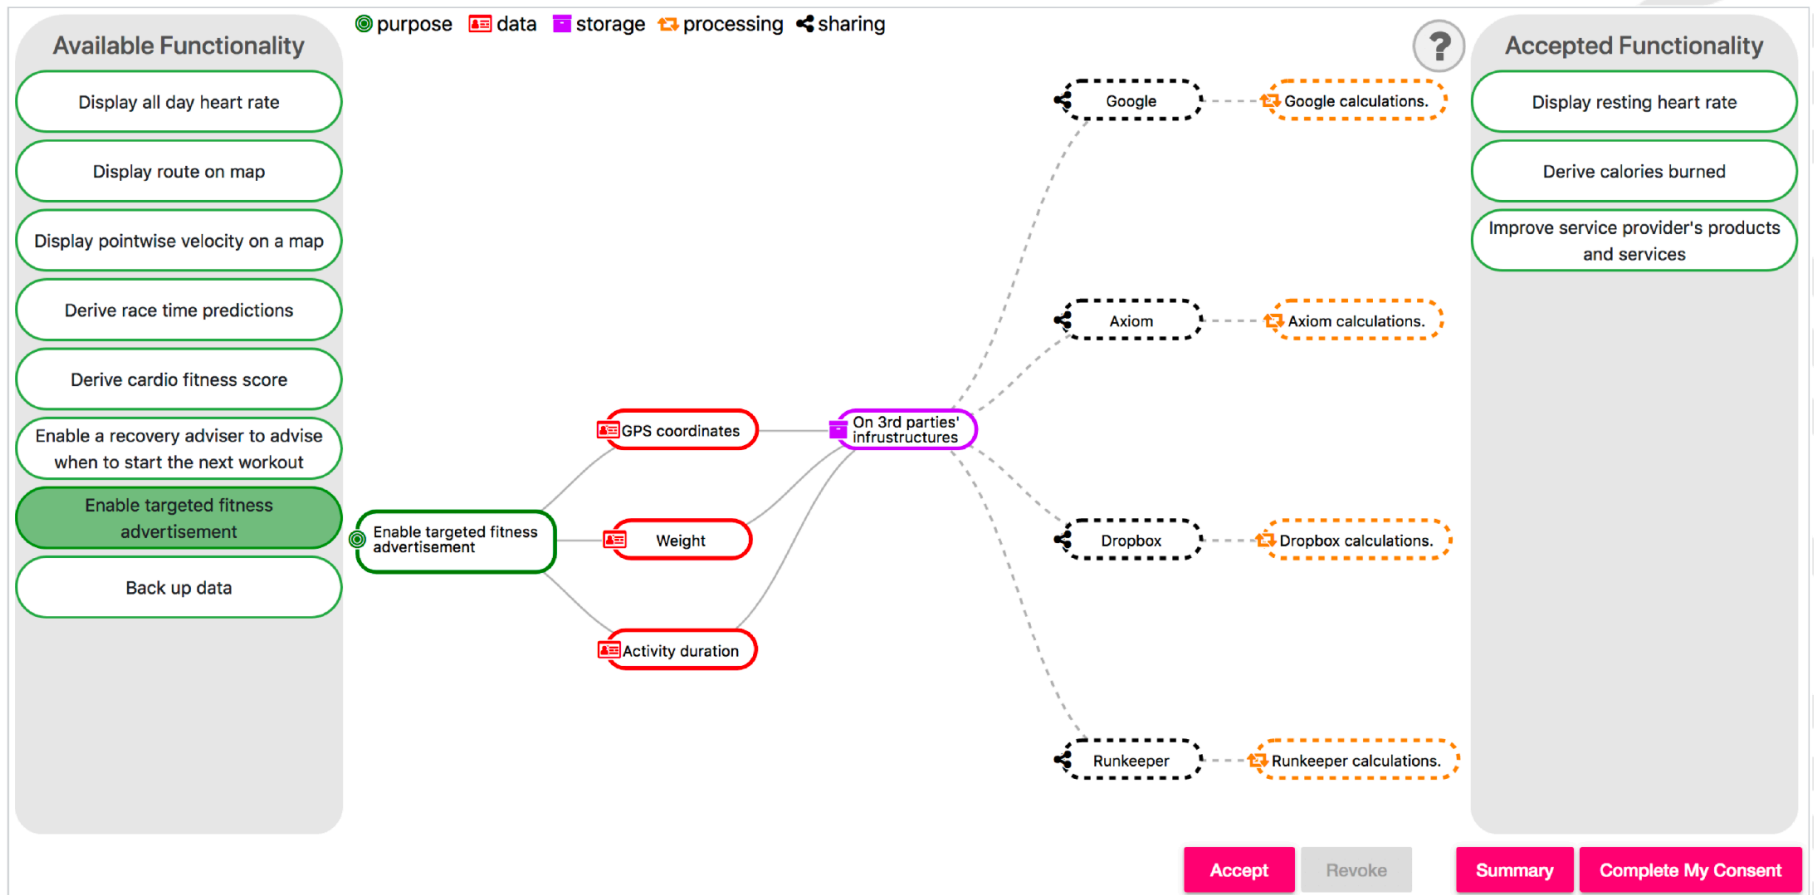 Available Functionality
Display all day heart rate
Display route on map
Display pointwise velocity on a map
Derive race time predictions
Derive cardio fitness score
Enable a recovery adviser to advise
when to start the next workout
Enable targeted fitness
advertisement
Back up data
purpose data storage processing sharing
?
Enable targeted fitness
advertisement
GPS coordinates
Weight
Activity duration
On 3rd parties'
infrustructures
Google
Google calculations.
Axiom
Axiom calculations.
Dropbox
Dropbox calculations.
Runkeeper
Runkeeper calculations.
Accepted Functionality
Display resting heart rate
Derive calories burned
Improve service provider's products
and services
Accept
Revoke
Summary
Complete My Consent